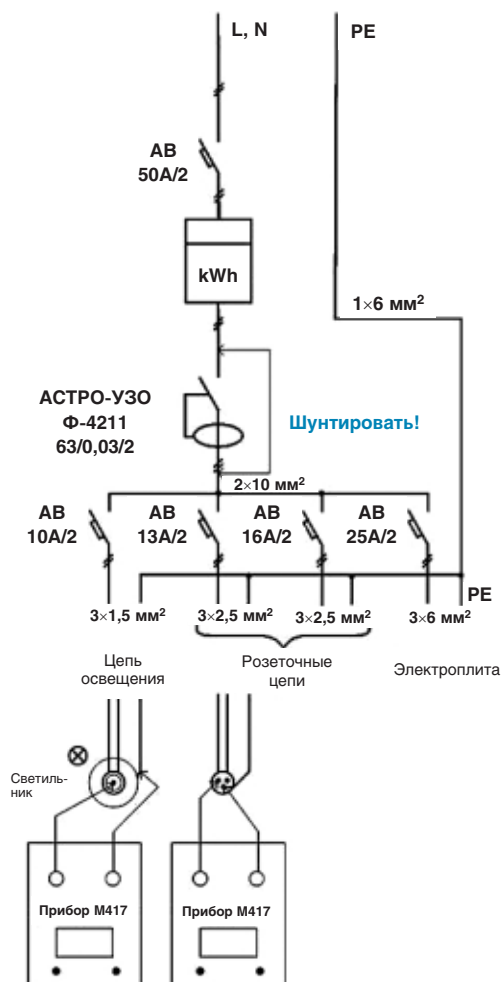 L, N
PE
АВ
50А/2
kWh
1×6 мм²
АСТРО-УЗО
Ф-4211
63/0,03/2
Шунтировать!
2×10 мм²
АВ
10А/2
АВ
13А/2
АВ
16А/2
АВ
25А/2
PE
3×1,5 мм²
3×2,5 мм²
3×2,5 мм²
3×6 мм²
Цепь
освещения
Розеточные
цепи
Электроплита
Светиль-
ник
Прибор М417
Прибор М417